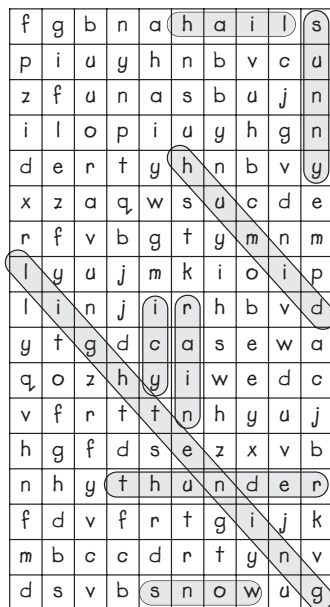 f g b n a h a i l s
p i u y h n b v c u
z f u n a s b u j n
i l o p i u y h g n
d e r t y h n b v y
x z a q w s u c d e
r f v b g t y m n m
l y u j m k i o i p
l i n j i r h b v d
y t g d c a s e w a
q o z h y i w e d c
v f r t t n h y u j
h g f d s e z x v b
n h y t h u n d e r
f d v f r t g i j k
m b c c d r t y n v
d s v b s n o w u g